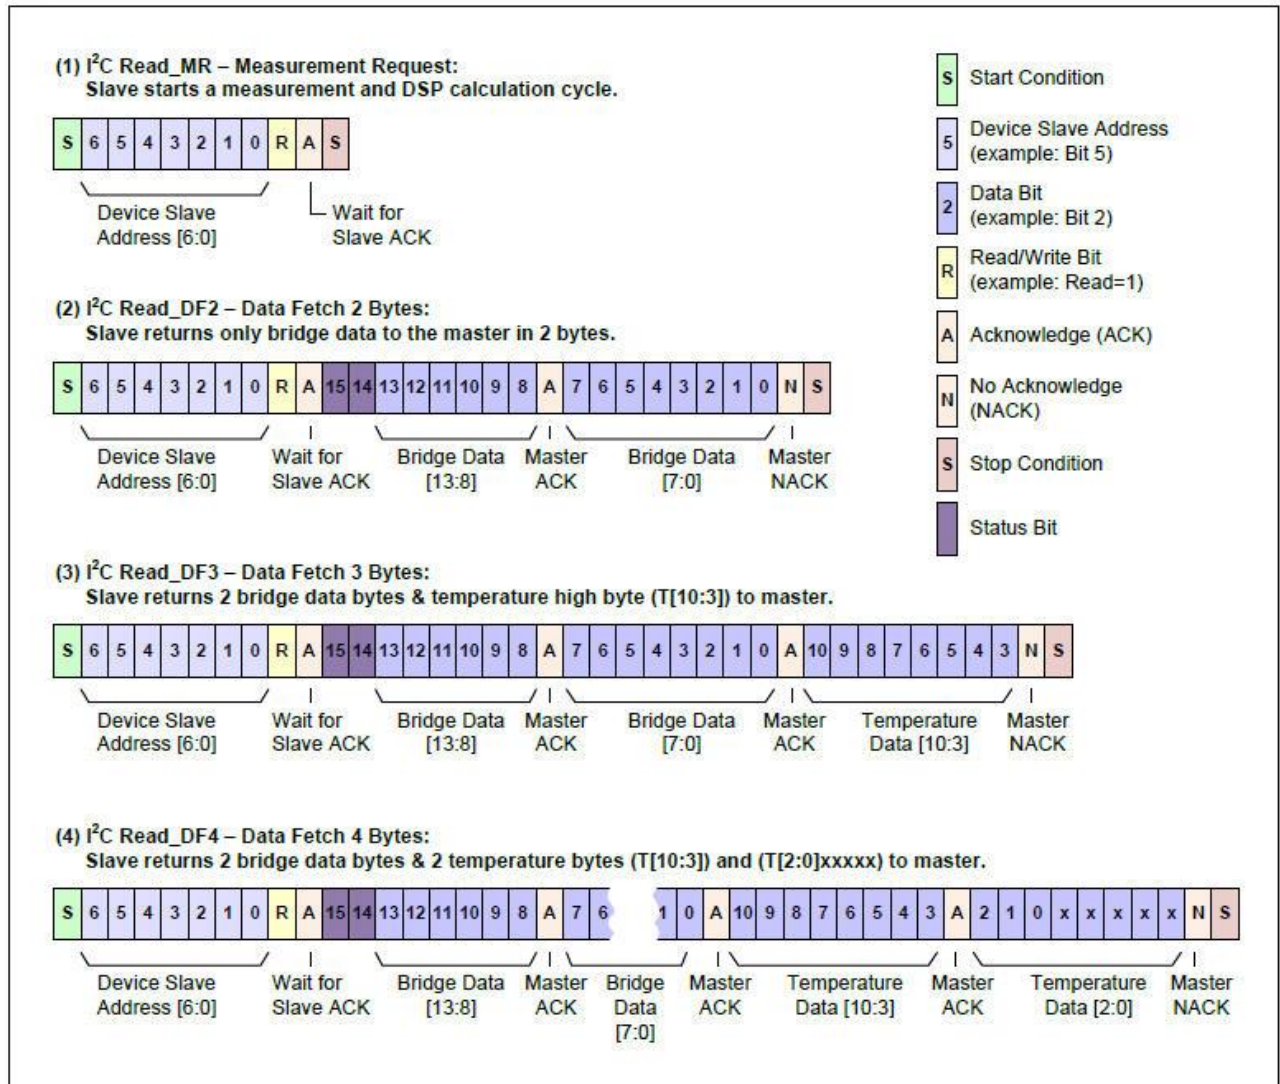 (1) I²C Read_MR – Measurement Request:
Slave starts a measurement and DSP calculation cycle.
S 6 5 4 3 2 1 0 R A S
Device Slave
Address [6:0]
Wait for
Slave ACK
S Start Condition
5 Device Slave Address
(example: Bit 5)
2 Data Bit
(example: Bit 2)
R Read/Write Bit
(example: Read=1)
A Acknowledge (ACK)
N No Acknowledge
(NACK)
S Stop Condition
Status Bit
(2) I²C Read_DF2 – Data Fetch 2 Bytes:
Slave returns only bridge data to the master in 2 bytes.
S 6 5 4 3 2 1 0 R A 15 14 13 12 11 10 9 8 A 7 6 5 4 3 2 1 0 N S
Device Slave
Address [6:0]
Wait for
Slave ACK
Bridge Data
[13:8]
Master
ACK
Bridge Data
[7:0]
Master
NACK
(3) I²C Read_DF3 – Data Fetch 3 Bytes:
Slave returns 2 bridge data bytes & temperature high byte (T[10:3]) to master.
S 6 5 4 3 2 1 0 R A 15 14 13 12 11 10 9 8 A 7 6 5 4 3 2 1 0 A 10 9 8 7 6 5 4 3 N S
Device Slave
Address [6:0]
Wait for
Slave ACK
Bridge Data
[13:8]
Master
ACK
Bridge Data
[7:0]
Master
ACK
Temperature
Data [10:3]
Master
NACK
(4) I²C Read_DF4 – Data Fetch 4 Bytes:
Slave returns 2 bridge data bytes & 2 temperature bytes (T[10:3]) and (T[2:0]xxxxx) to master.
S 6 5 4 3 2 1 0 R A 15 14 13 12 11 10 9 8 A 7 6 1 0 A 10 9 8 7 6 5 4 3 A 2 1 0 x x x x x N S
Device Slave
Address [6:0]
Wait for
Slave ACK
Bridge Data
[13:8]
Master
ACK
Bridge
Data
[7:0]
Master
ACK
Temperature
Data [10:3]
Master
ACK
Temperature
Data [2:0]
Master
NACK